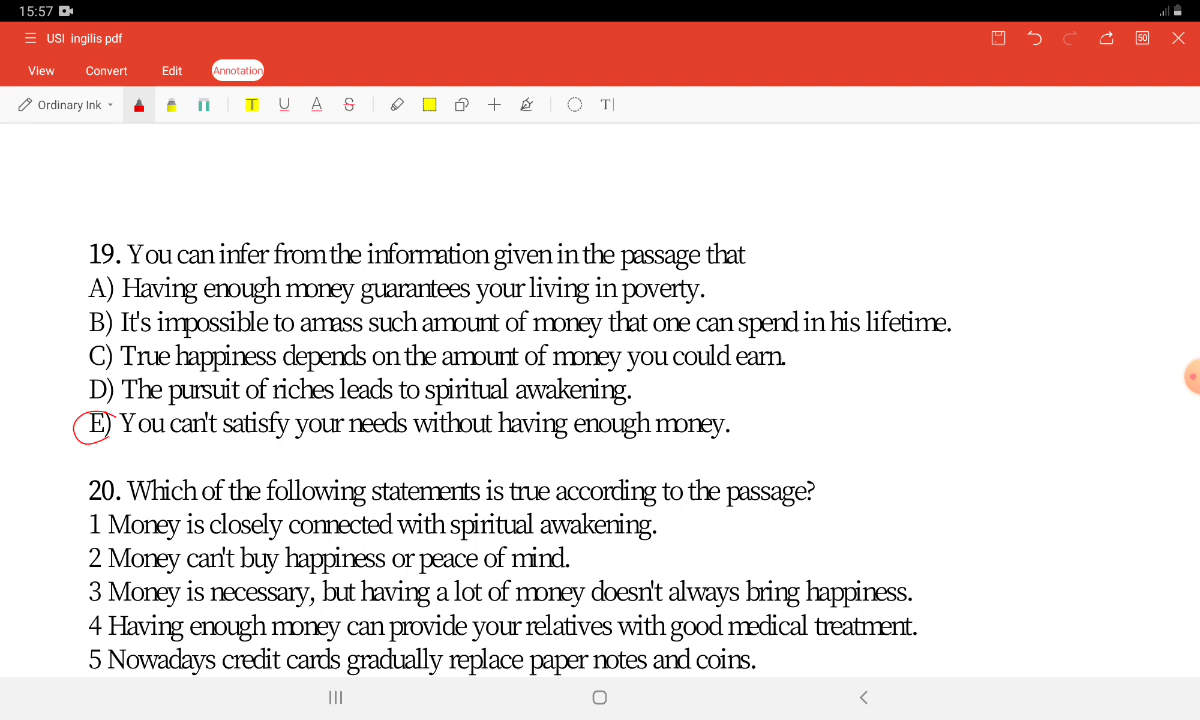 15:57
USI ingilis pdf
50
View Convert Edit Annotation
Ordinary Ink T U A S T
19. You can infer from the information given in the passage that
A) Having enough money guarantees your living in poverty.
B) It's impossible to amass such amount of money that one can spend in his lifetime.
C) True happiness depends on the amount of money you could earn.
D) The pursuit of riches leads to spiritual awakening.
E) You can't satisfy your needs without having enough money.
20. Which of the following statements is true according to the passage?
1 Money is closely connected with spiritual awakening.
2 Money can't buy happiness or peace of mind.
3 Money is necessary, but having a lot of money doesn't always bring happiness.
4 Having enough money can provide your relatives with good medical treatment.
5 Nowadays credit cards gradually replace paper notes and coins.